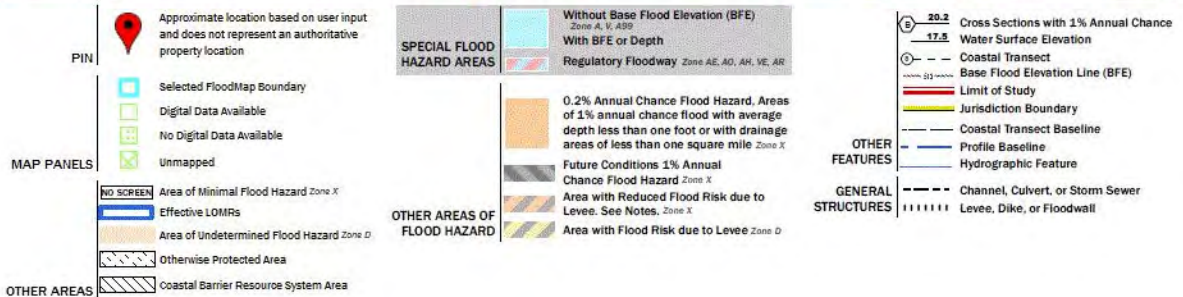 PIN
Approximate location based on user input
and does not represent an authoritative
property location
MAP PANELS
Selected FloodMap Boundary
Digital Data Available
No Digital Data Available
Unmapped
OTHER AREAS
NO SCREEN Area of Minimal Flood Hazard Zone X
Effective LOMRs
Area of Undetermined Flood Hazard Zone D
Otherwise Protected Area
Coastal Barrier Resource System Area
SPECIAL FLOOD
HAZARD AREAS
Without Base Flood Elevation (BFE)
Zone A, V, A99
With BFE or Depth
Regulatory Floodway Zone AE, AO, AH, VE, AR
OTHER AREAS OF
FLOOD HAZARD
0.2% Annual Chance Flood Hazard, Areas
of 1% annual chance flood with average
depth less than one foot or with drainage
areas of less than one square mile Zone X
Future Conditions 1% Annual
Chance Flood Hazard Zone X
Area with Reduced Flood Risk due to
Levee. See Notes. Zone X
Area with Flood Risk due to Levee Zone D
OTHER
FEATURES
20.2 Cross Sections with 1% Annual Chance
17.5 Water Surface Elevation
Coastal Transect
Base Flood Elevation Line (BFE)
Limit of Study
Jurisdiction Boundary
Coastal Transect Baseline
Profile Baseline
Hydrographic Feature
GENERAL
STRUCTURES
Channel, Culvert, or Storm Sewer
Levee, Dike, or Floodwall